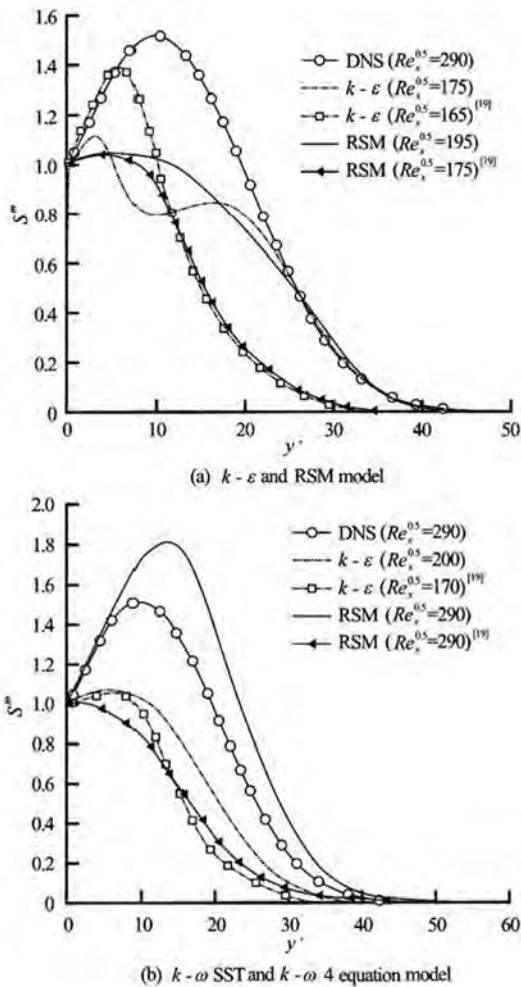 1.6
1.4
1.2
1.0
0.8
0.6
0.4
0.2
0
S'''
DNS (Re_x^0.5=290)
k - ε (Re_x^0.5=175)
k - ε (Re_x^0.5=165)[19]
RSM (Re_x^0.5=195)
RSM (Re_x^0.5=175)[19]
0 10 20 30 40 50
y'
(a) k - ε and RSM model
2.0
1.8
1.6
1.4
1.2
1.0
0.8
0.6
0.4
0.2
0
S'''
DNS (Re_x^0.5=290)
k - ε (Re_x^0.5=200)
k - ε (Re_x^0.5=170)[19]
RSM (Re_x^0.5=290)
RSM (Re_x^0.5=290)[19]
0 10 20 30 40 50 60
y'
(b) k - ω SST and k - ω 4 equation model